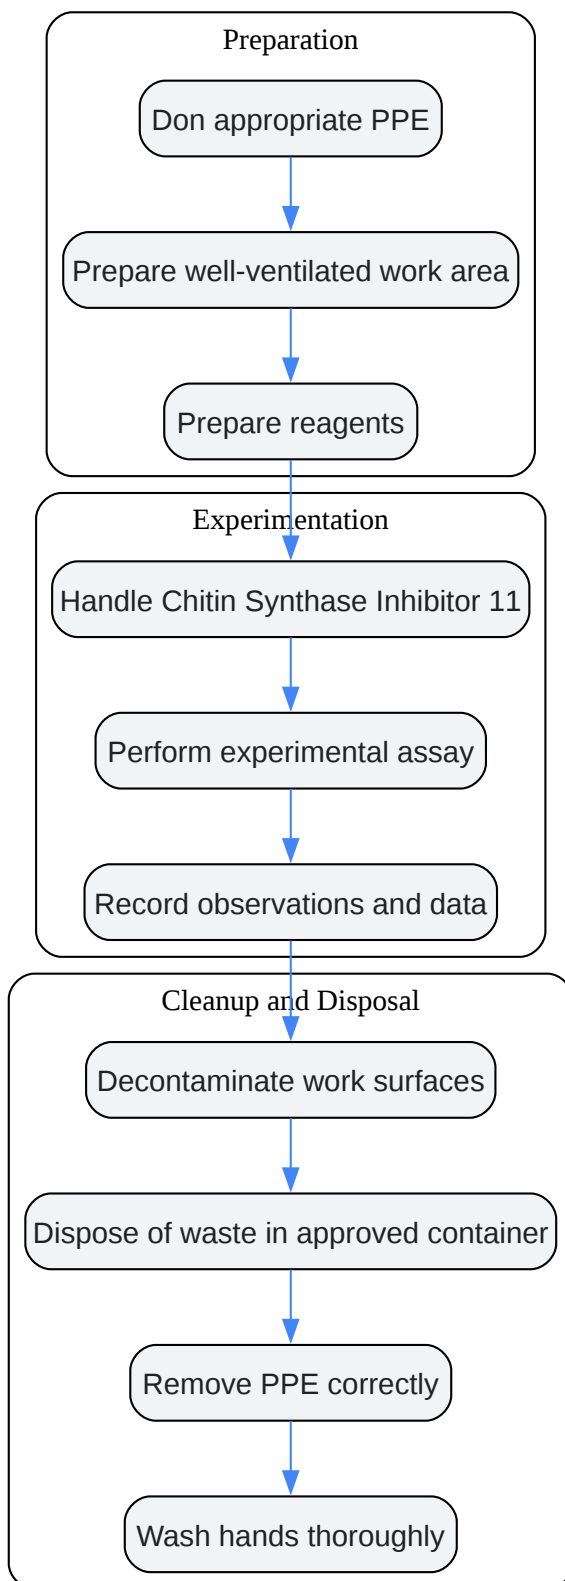 Preparation
Don appropriate PPE
Prepare well-ventilated work area
Prepare reagents
Experimentation
Handle Chitin Synthase Inhibitor 11
Perform experimental assay
Record observations and data
Cleanup and Disposal
Decontaminate work surfaces
Dispose of waste in approved container
Remove PPE correctly
Wash hands thoroughly